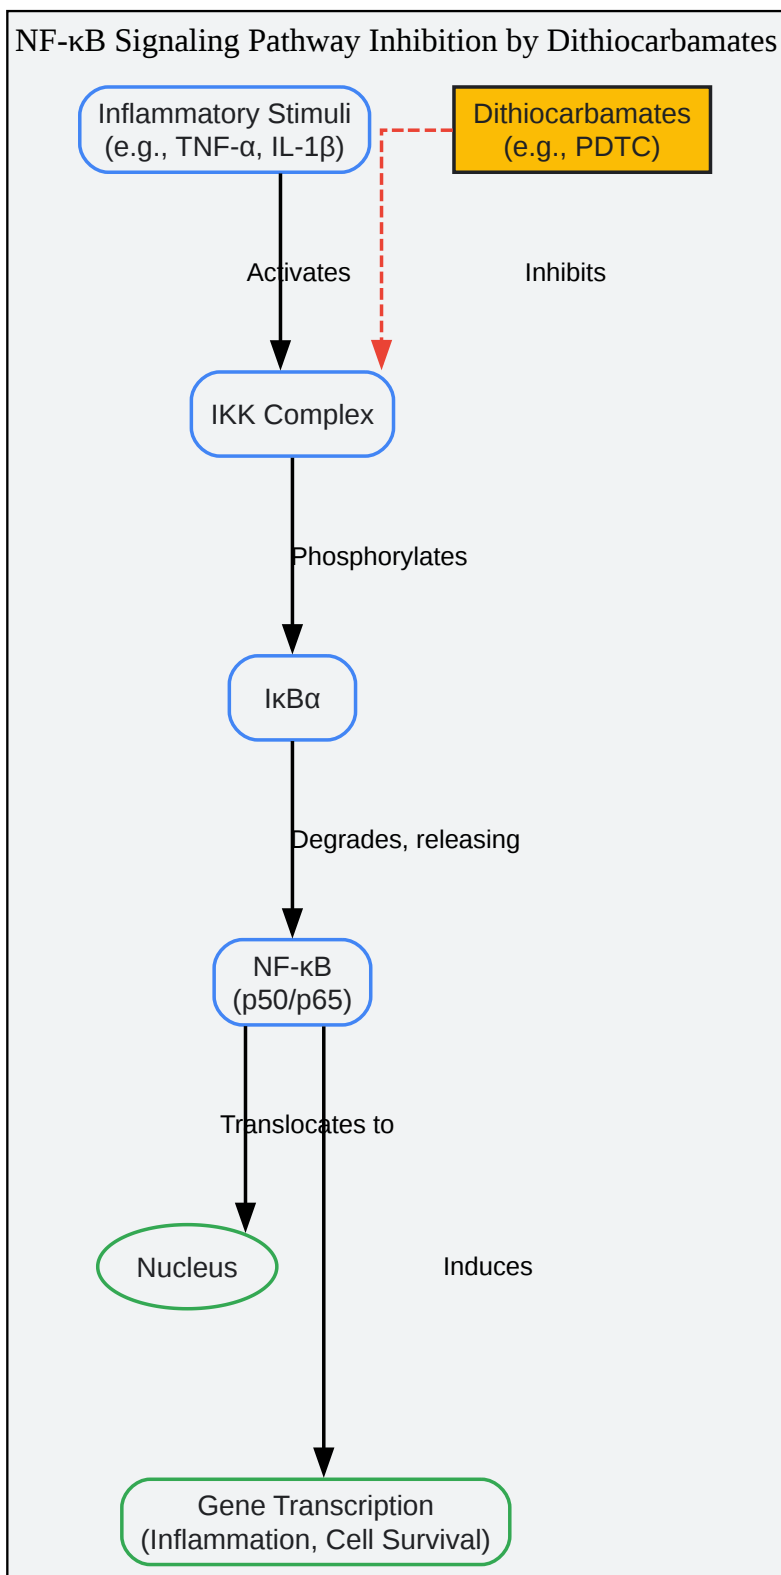 NF-κB Signaling Pathway Inhibition by Dithiocarbamates
Inflammatory Stimuli
(e.g., TNF-α, IL-1β)
Dithiocarbamates
(e.g., PDTC)
Activates
Inhibits
IKK Complex
Phosphorylates
IκBα
Degrades, releasing
NF-κB
(p50/p65)
Translocates to
Nucleus
Induces
Gene Transcription
(Inflammation, Cell Survival)